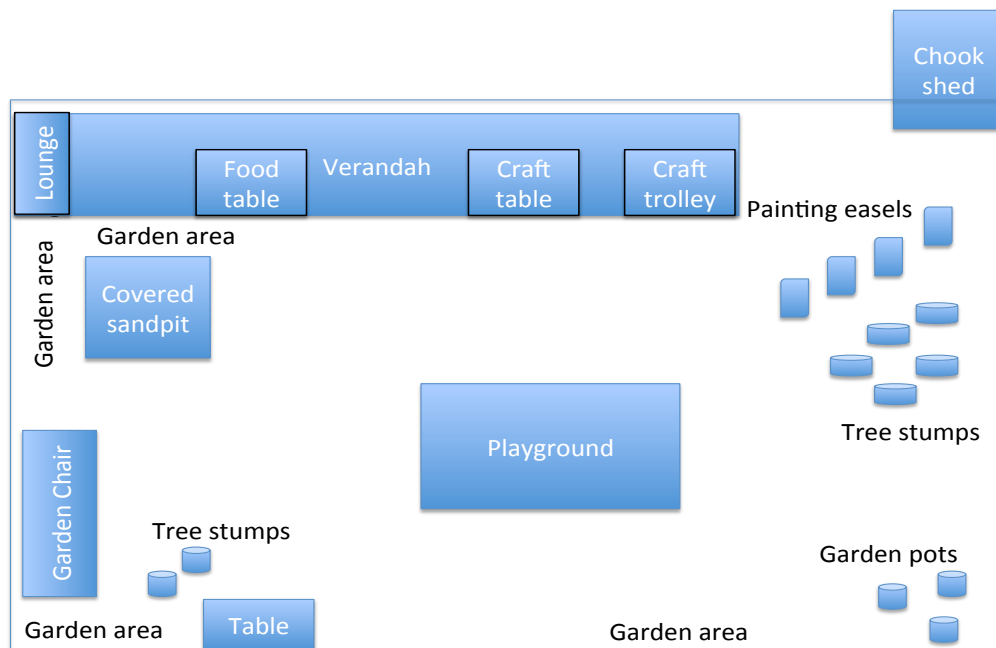 Chook
shed
Lounge
Food
table
Verandah
Craft
table
Craft
trolley
Painting easels
Garden area
Garden area
Covered
sandpit
Tree stumps
Playground
Garden Chair
Tree stumps
Garden pots
Garden area
Table
Garden area